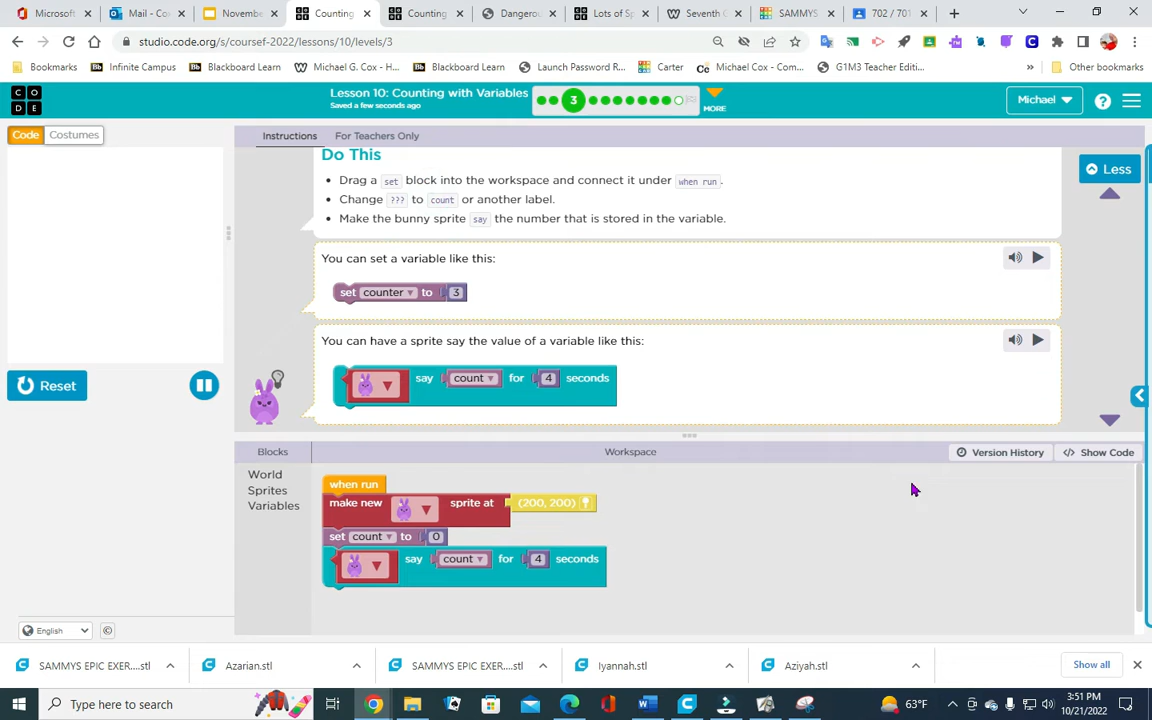 Microsoft
Mail - Co
November
Counting
Counting
Dangerou
Lots of Sp
Seventh G
SAMMYS
702 / 701
studio.code.org/s/coursef-2022/lessons/10/levels/3
Bookmarks
Infinite Campus
Blackboard Learn
Michael G. Cox - H...
Blackboard Learn
Launch Password R...
Carter
Michael Cox - Com...
G1M3 Teacher Editi...
»
Other bookmarks
C O
D E
Lesson 10: Counting with Variables
Saved a few seconds ago
3
MORE
Michael
Code
Costumes
Instructions
For Teachers Only
Do This
• Drag a set block into the workspace and connect it under when run.
• Change ??? to count or another label.
• Make the bunny sprite say the number that is stored in the variable.
Less
You can set a variable like this:
set counter to 3
You can have a sprite say the value of a variable like this:
say count for 4 seconds
Reset
Blocks
Workspace
Version History
</> Show Code
World
Sprites
Variables
when run
make new sprite at (200, 200)
set count to 0
say count for 4 seconds
English
©
SAMMYS EPIC EXER....stl
Azarian.stl
SAMMYS EPIC EXER....stl
Iyannah.stl
Aziyah.stl
Show all
Type here to search
63°F
3:51 PM
10/21/2022